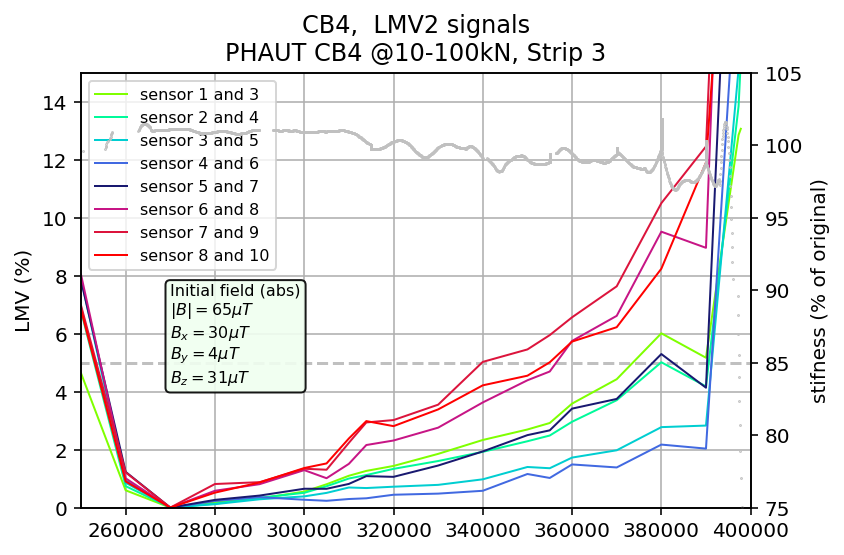 CB4,  LMV2 signals
PHAUT CB4 @10-100kN, Strip 3
LMV (%)
14
12
10
8
6
4
2
0
sensor 1 and 3
sensor 2 and 4
sensor 3 and 5
sensor 4 and 6
sensor 5 and 7
sensor 6 and 8
sensor 7 and 9
sensor 8 and 10
Initial field (abs)
|B| = 65μT
Bₓ = 30μT
B_y = 4μT
B_z = 31μT
105
100
95
90
85
80
75
stifness (% of original)
260000 280000 300000 320000 340000 360000 380000 400000